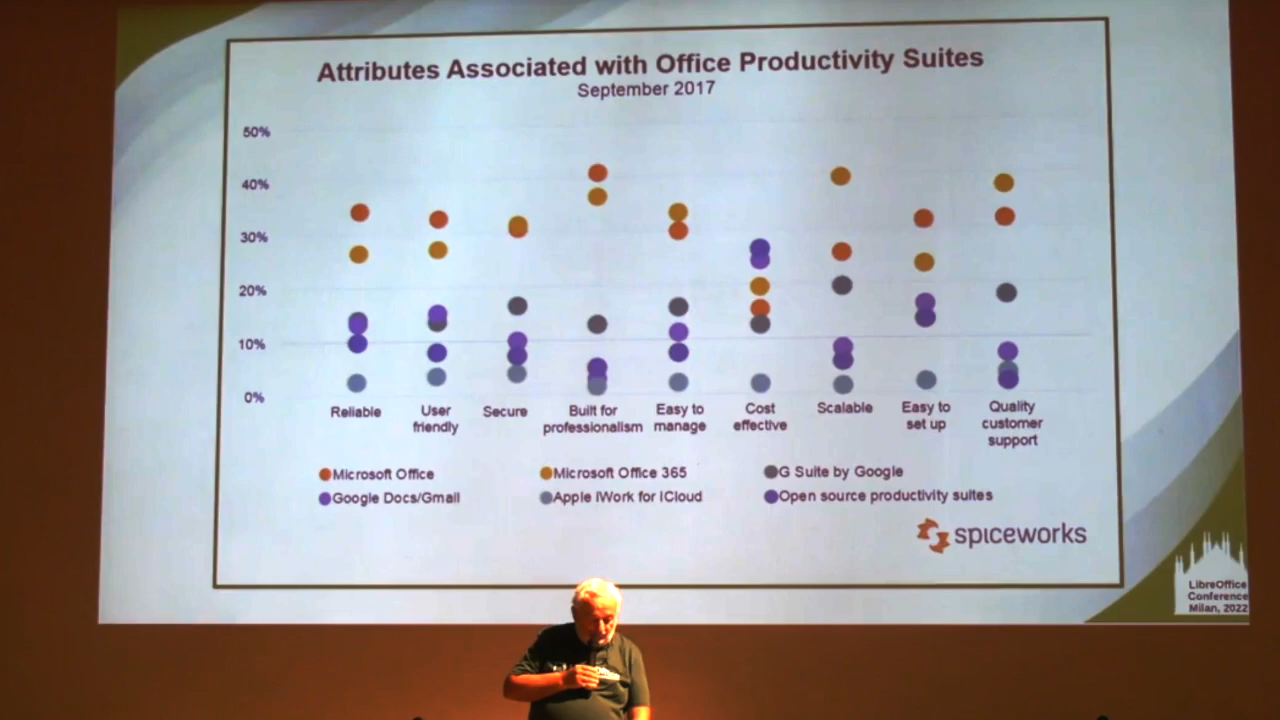 Attributes Associated with Office Productivity Suites
September 2017
50%
40%
30%
20%
10%
0%
Reliable
User
friendly
Secure
Built for
professionalism
Easy to
manage
Cost
effective
Scalable
Easy to
set up
Quality
customer
support
Microsoft Office
Microsoft Office 365
G Suite by Google
Google Docs/Gmail
Apple iWork for iCloud
Open source productivity suites
spiceworks
LibreOffice
Conference
Milan, 2022